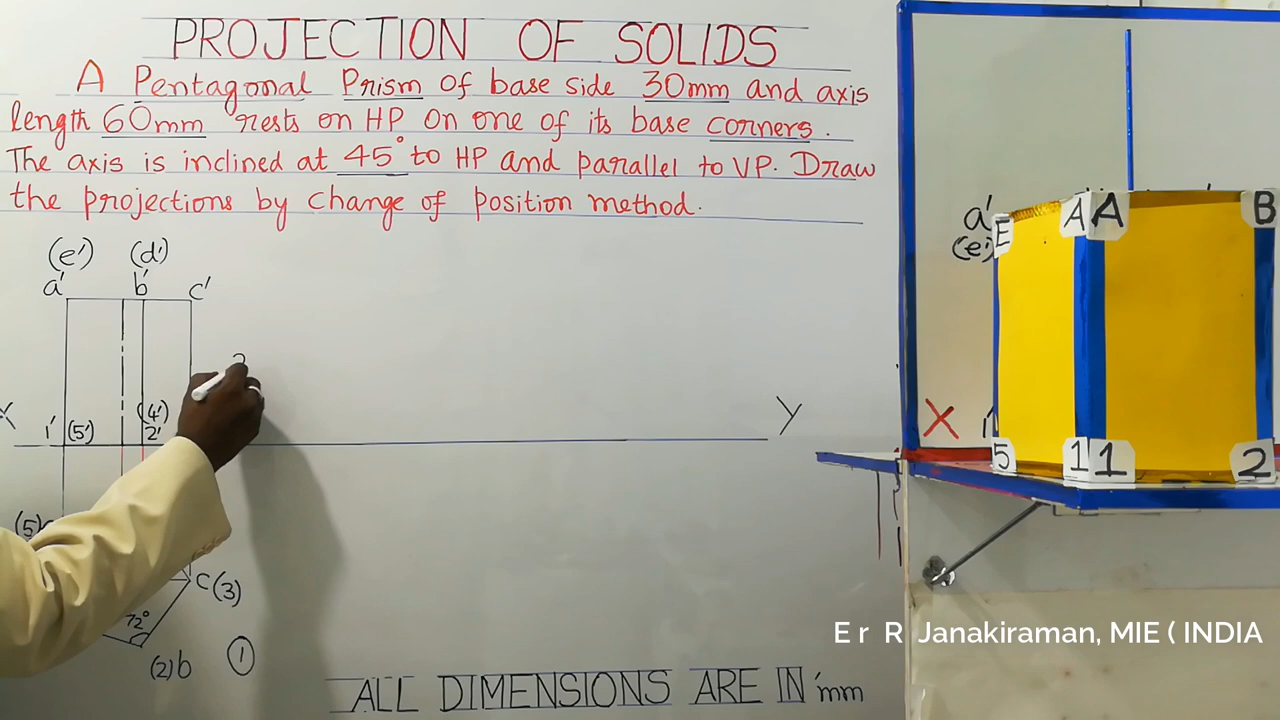 PROJECTION OF SOLIDS
A Pentagonal Prism of base side 30mm and axis
length 60mm rests on HP on one of its base corners.
The axis is inclined at 45° to HP and parallel to VP. Draw
the projections by change of position method.
(e') (d')
a' b' c'
(4')
1' (5') 2'
X Y
(5)
c (3)
72°
(2) b
1
ALL DIMENSIONS ARE IN 'mm
a'
(e')
E A A B
X
5 1 1 2
Er R Janakiraman, MIE ( INDIA